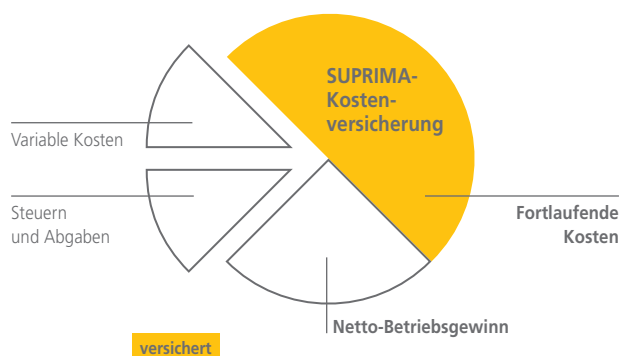 SUPRIMA-
Kosten-
versicherung
Variable Kosten
Steuern
und Abgaben
Fortlaufende
Kosten
Netto-Betriebsgewinn
versichert